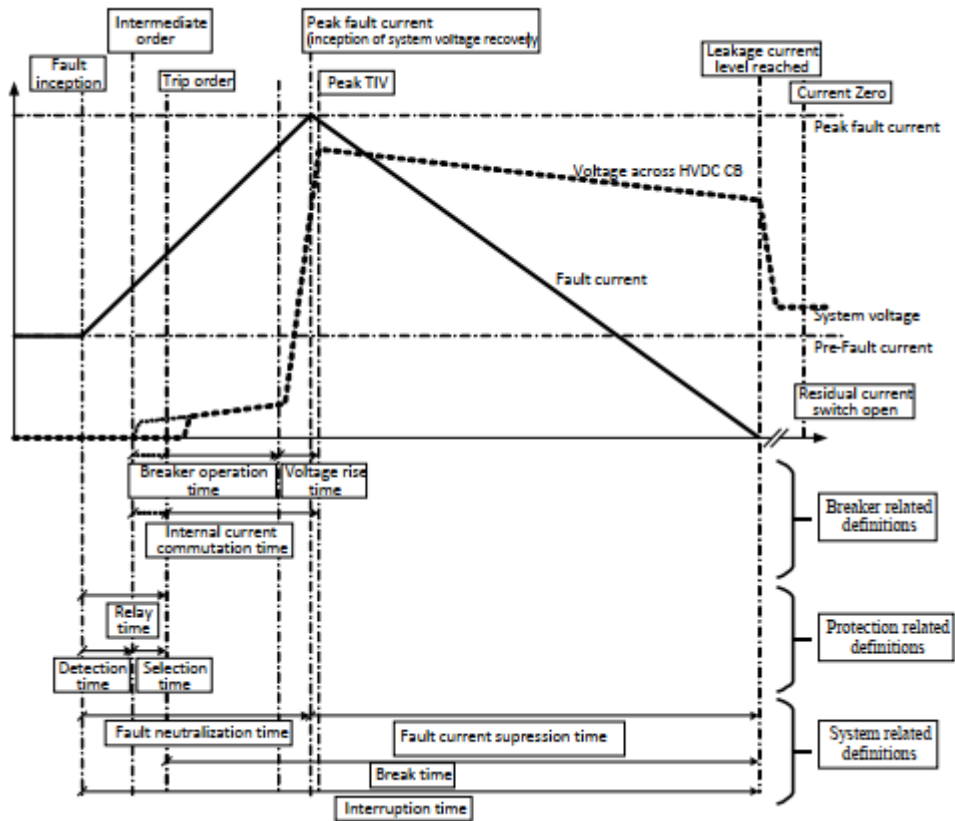 Intermediate
order
Peak fault current
(inception of system voltage recovery
Fault
inception
Trip order
Peak TIV
Leakage current
level reached
Current Zero
Peak fault current
Voltage across HVDC CB
Fault current
System voltage
Pre-Fault current
Residual current
switch open
Breaker operation
time
Voltage rise
time
Internal current
commutation time
Breaker related
definitions
Relay
time
Detection
time
Selection
time
Protection related
definitions
Fault neutralization time
Fault current supression time
Break time
Interruption time
System related
definitions